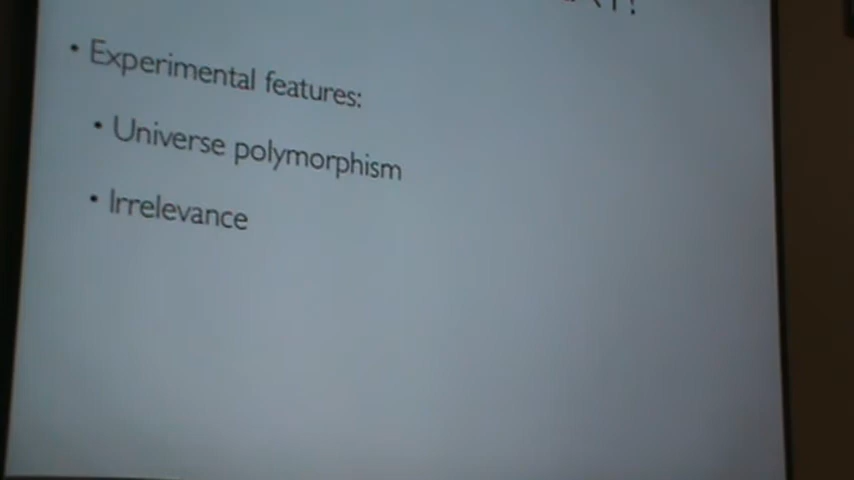 • Experimental features:
• Universe polymorphism
• Irrelevance